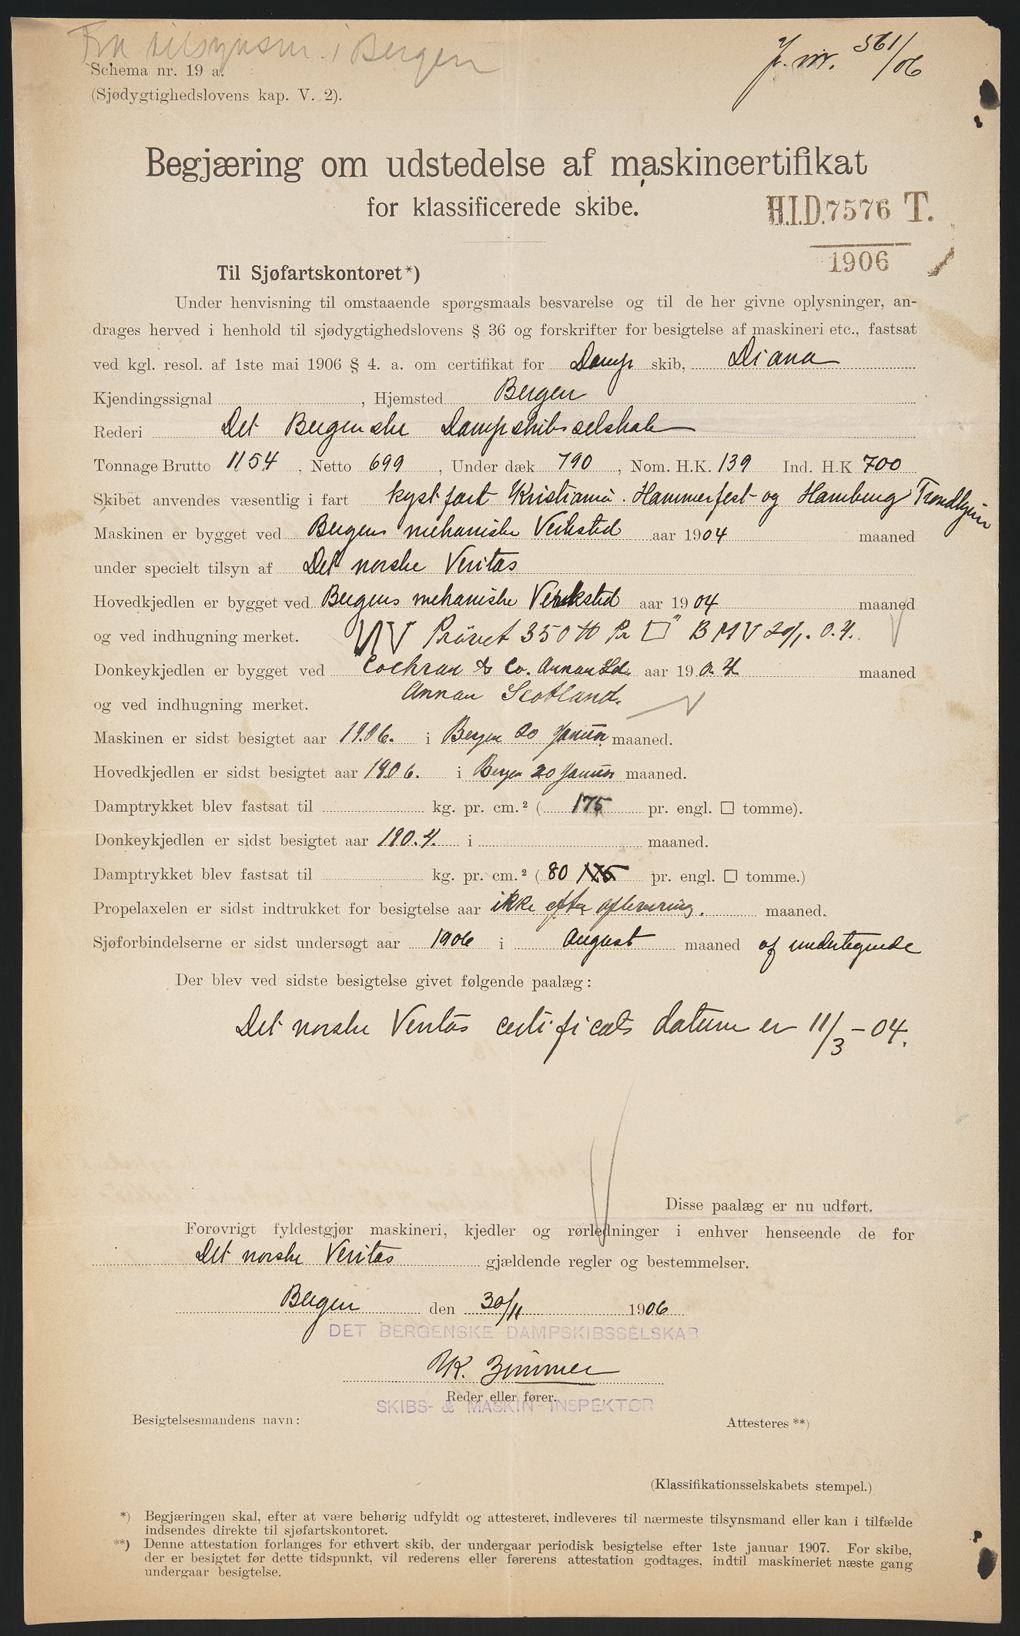 Fra tilsynsm. i Bergen
J. nr. 561/06
Schema nr. 19 a.
(Sjødygtighedslovens kap. V. 2).
Begjæring om udstedelse af maskincertifikat
for klassificerede skibe.
H.I.D. 7576 T.
1906
Til Sjøfartskontoret*)
Under henvisning til omstaaende spørgsmaals besvarelse og til de her givne oplysninger, an-
drages herved i henhold til sjødygtighedslovens § 36 og forskrifter for besigtelse af maskineri etc., fastsat
ved kgl. resol. af 1ste mai 1906 § 4. a. om certifikat for Damp skib, Diana
Kjendingssignal , Hjemsted Bergen
Rederi Det Bergenske Dampskibsselskab
Tonnage Brutto 1154 , Netto 699 , Under dæk 790 , Nom. H.K. 139 Ind. H.K 700
Skibet anvendes væsentlig i fart kystfart Kristiania. Hammerfest og Hamburg Trondhjem
Maskinen er bygget ved Bergens mekaniske Verksted aar 1904 maaned
under specielt tilsyn af Det norske Veritas
Hovedkjedlen er bygget ved Bergens mekaniske Verksted aar 1904 maaned
og ved indhugning merket. NV Prøvet 350 ℔ Pr □" BMV 20/1. 04.
Donkeykjedlen er bygget ved Cochran & Co. Annan Ld. aar 1904 maaned
og ved indhugning merket. Annan Scotland.
Maskinen er sidst besigtet aar 1906. i Bergen 20 Januar maaned.
Hovedkjedlen er sidst besigtet aar 1906. i Bergen 20 Januar maaned.
Damptrykket blev fastsat til kg. pr. cm.² ( 175 pr. engl. □ tomme).
Donkeykjedlen er sidst besigtet aar 1904. i maaned.
Damptrykket blev fastsat til kg. pr. cm.² ( 80 175 pr. engl. □ tomme.)
Propelaxelen er sidst indtrukket for besigtelse aar ikke efter aflevering. maaned.
Sjøforbindelserne er sidst undersøgt aar 1906 i August maaned af undertegnede
Der blev ved sidste besigtelse givet følgende paalæg:
Det norske Veritas certificats datum er 11/3 - 04.
Disse paalæg er nu udført.
Forøvrigt fyldestgjør maskineri, kjedler og rørledninger i enhver henseende de for
Det norske Veritas gjældende regler og bestemmelser.
Bergen den 30/11 1906
DET BERGENSKE DAMPSKIBSSELSKAB
Zimmer
Reder eller fører.
SKIBS- & MASKIN-INSPEKTØR
Besigtelsesmandens navn: Attesteres **)
(Klassifikationsselskabets stempel.)
*) Begjæringen skal, efter at være behørig udfyldt og attesteret, indleveres til nærmeste tilsynsmand eller kan i tilfælde
indsendes direkte til sjøfartskontoret.
**) Denne attestation forlanges for ethvert skib, der undergaar periodisk besigtelse efter 1ste januar 1907. For skibe,
der er besigtet før dette tidspunkt, vil rederens eller førerens attestation godtages, indtil maskineriet næste gang
undergaar besigtelse.